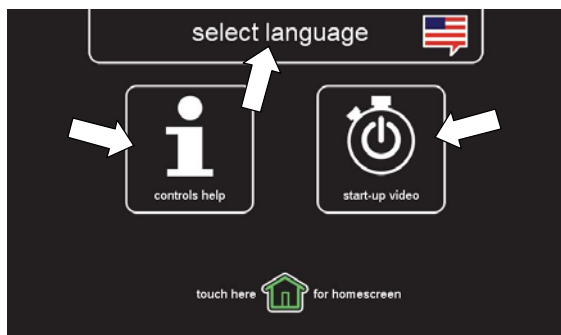 select language
controls help
start-up video
touch here for homescreen